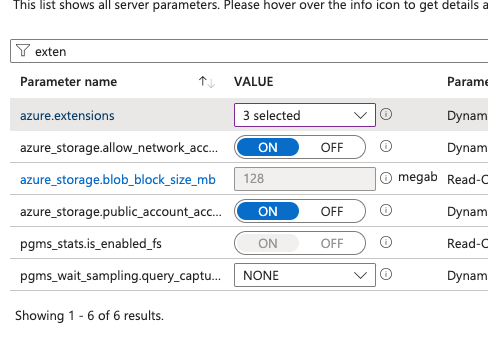 This list shows all server parameters. Please hover over the info icon to get details a
exten
Parameter name VALUE Parame
azure.extensions 3 selected Dynam
azure_storage.allow_network_acc... ON OFF Dynam
azure_storage.blob_block_size_mb 128 megab Read-O
azure_storage.public_account_acc... ON OFF Dynam
pgms_stats.is_enabled_fs ON OFF Read-O
pgms_wait_sampling.query_captu... NONE Dynam
Showing 1 - 6 of 6 results.